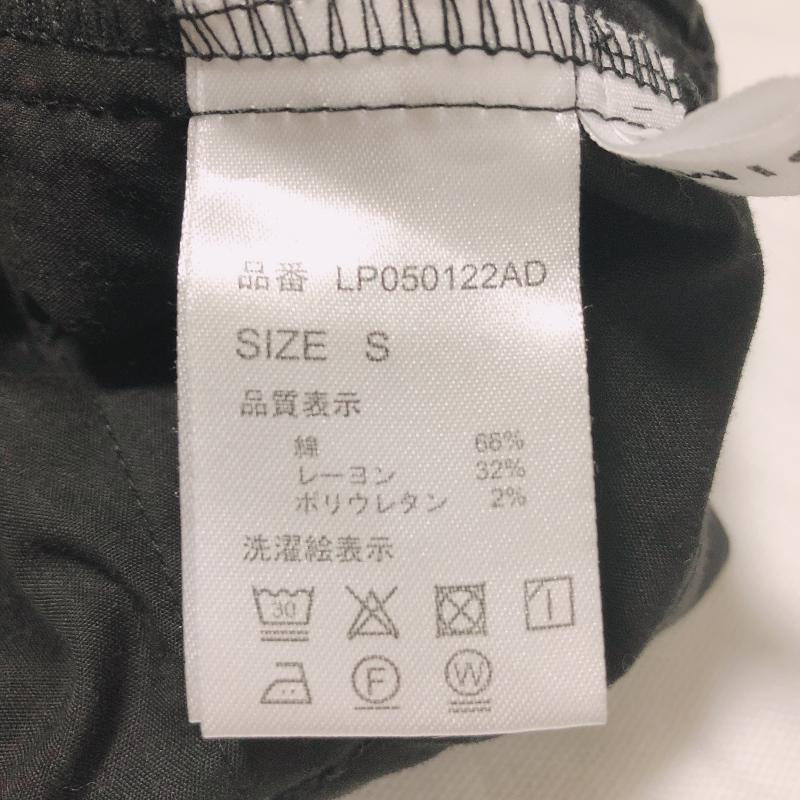 品番 LP050122AD
SIZE S
品質表示
綿 66%
レーヨン 32%
ポリウレタン 2%
洗濯絵表示
30
F W